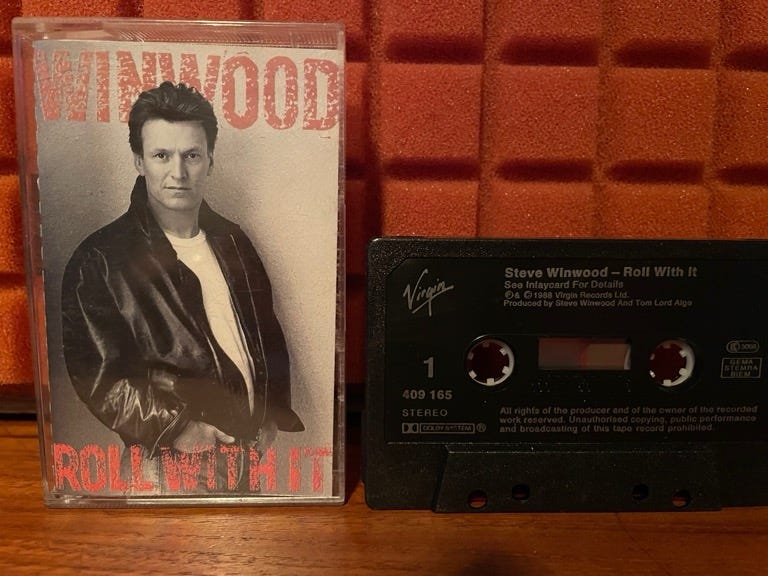 WINWOOD
ROLL WITH IT
Virgin
Steve Winwood – Roll With It
See Inlaycard For Details
℗ & © 1988 Virgin Records Ltd.
Produced by Steve Winwood And Tom Lord Alge
1
409 165
STEREO
DOLBY SYSTEM ®
GEMA
STEMRA
BIEM
All rights of the producer and of the owner of the recorded
work reserved. Unauthorised copying, public performance
and broadcasting of this tape record prohibited.